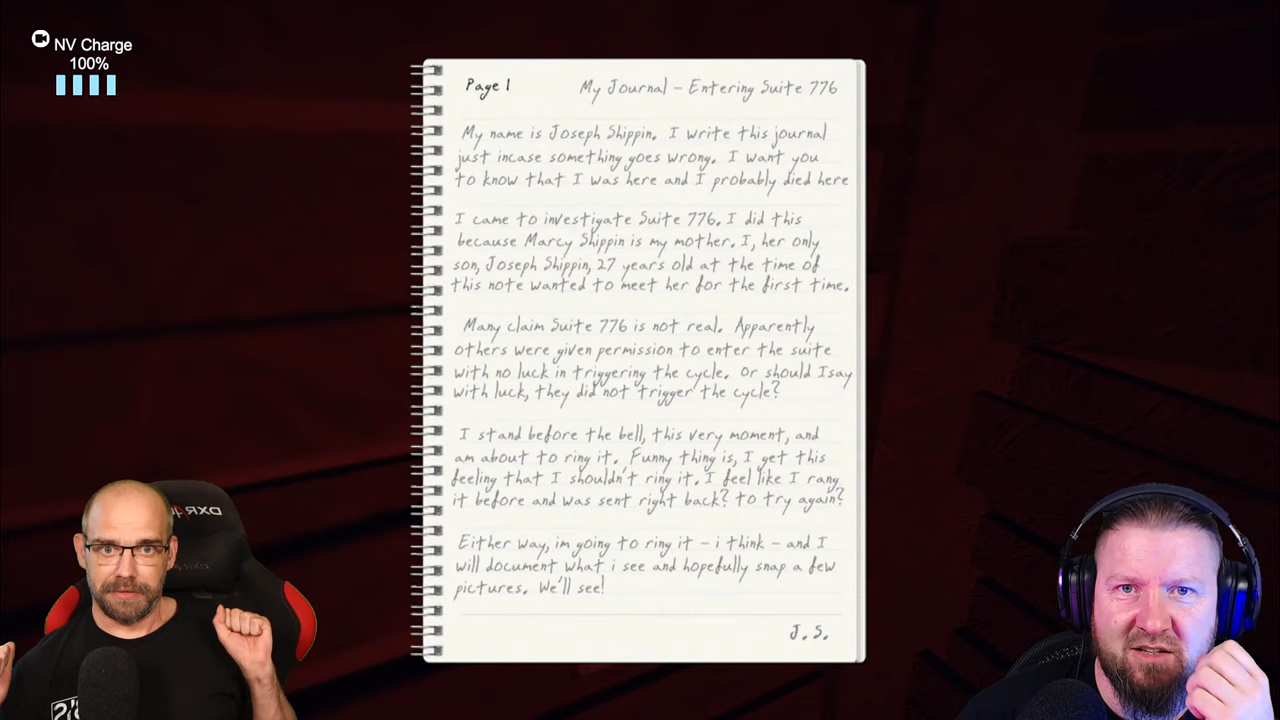 NV Charge
100%
Page 1
My Journal - Entering Suite 776
My name is Joseph Shippin. I write this journal
just incase something goes wrong. I want you
to know that I was here and I probably died here
I came to investigate Suite 776. I did this
because Marcy Shippin is my mother. I, her only
son, Joseph Shippin, 27 years old at the time of
this note wanted to meet her for the first time.
Many claim Suite 776 is not real. Apparently
others were given permission to enter the suite
with no luck in triggering the cycle. Or should I say
with luck, they did not trigger the cycle?
I stand before the bell, this very moment, and
am about to ring it. Funny thing is, I get this
feeling that I shouldn't ring it. I feel like I rang
it before and was sent right back? to try again?
Either way, im going to ring it - i think - and I
will document what i see and hopefully snap a few
pictures. We'll see!
J.S.